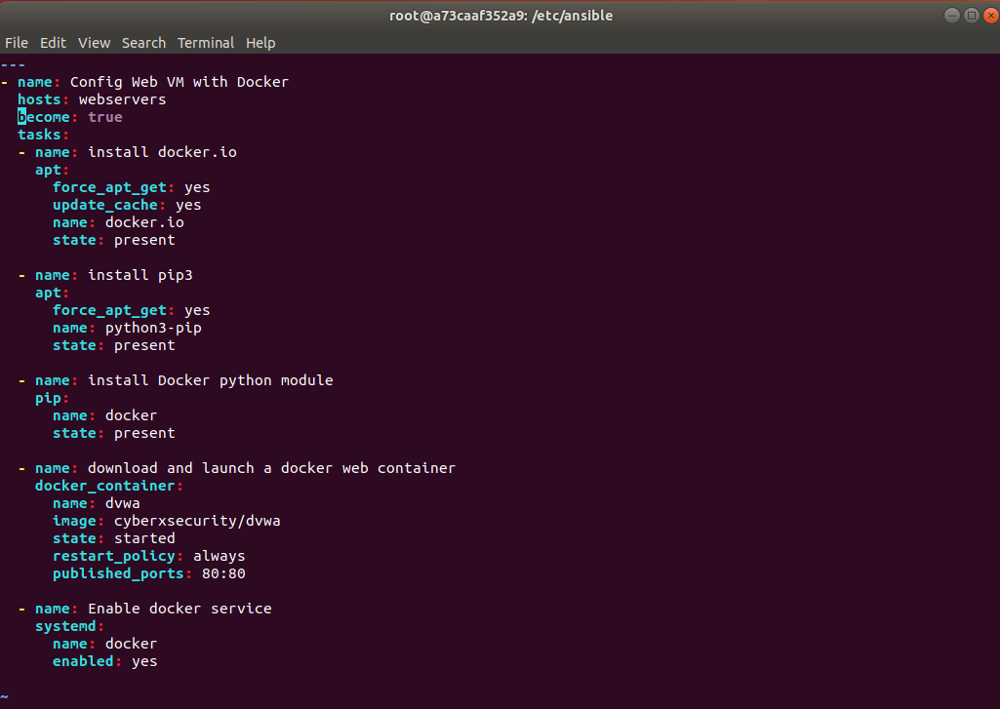 root@a73caaf352a9: /etc/ansible
File Edit View Search Terminal Help
---
- name: Config Web VM with Docker
  hosts: webservers
  become: true
  tasks:
  - name: install docker.io
    apt:
      force_apt_get: yes
      update_cache: yes
      name: docker.io
      state: present

  - name: install pip3
    apt:
      force_apt_get: yes
      name: python3-pip
      state: present

  - name: install Docker python module
    pip:
      name: docker
      state: present

  - name: download and launch a docker web container
    docker_container:
      name: dvwa
      image: cyberxsecurity/dvwa
      state: started
      restart_policy: always
      published_ports: 80:80

  - name: Enable docker service
    systemd:
      name: docker
      enabled: yes

~